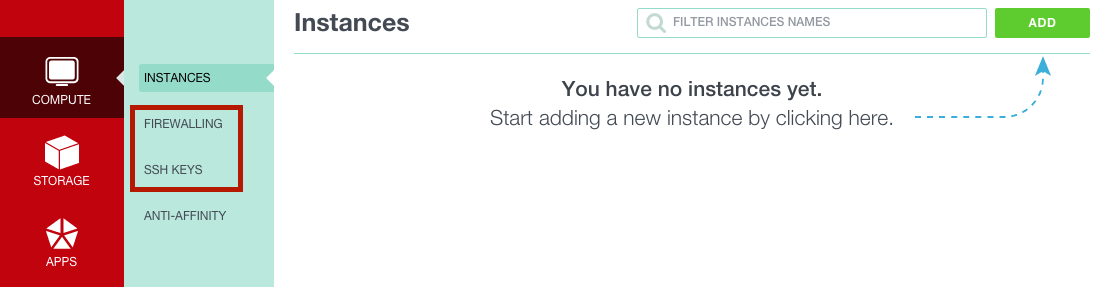 COMPUTE
STORAGE
APPS
INSTANCES
FIREWALLING
SSH KEYS
ANTI-AFFINITY
Instances
FILTER INSTANCES NAMES
ADD
You have no instances yet.
Start adding a new instance by clicking here.